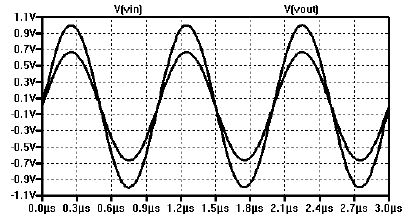 V(vin) V(vout)
1.1V
0.9V
0.7V
0.5V
0.3V
0.1V
-0.1V
-0.3V
-0.5V
-0.7V
-0.9V
-1.1V
0.0µs 0.3µs 0.6µs 0.9µs 1.2µs 1.5µs 1.8µs 2.1µs 2.4µs 2.7µs 3.0µs